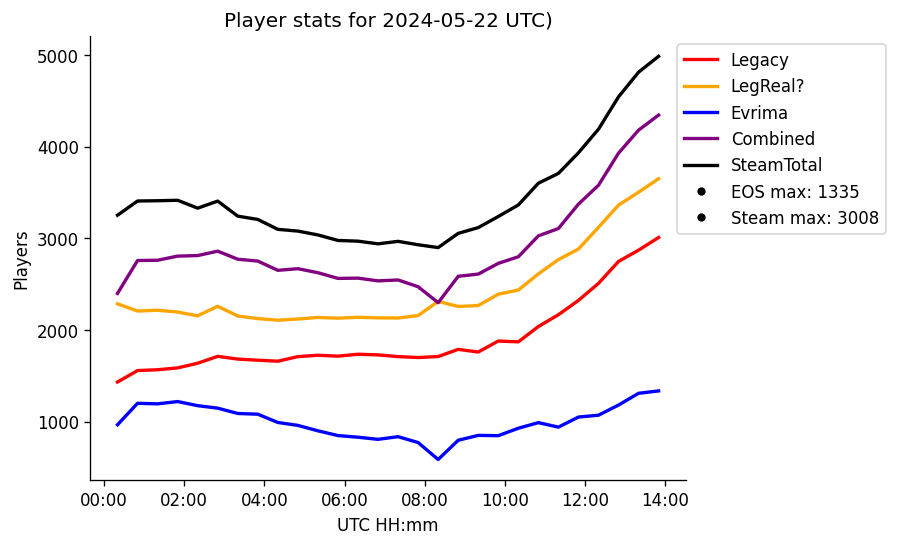 Player stats for 2024-05-22 UTC)
5000
4000
3000
2000
1000
Players
00:00 02:00 04:00 06:00 08:00 10:00 12:00 14:00
UTC HH:mm
Legacy
LegReal?
Evrima
Combined
SteamTotal
EOS max: 1335
Steam max: 3008